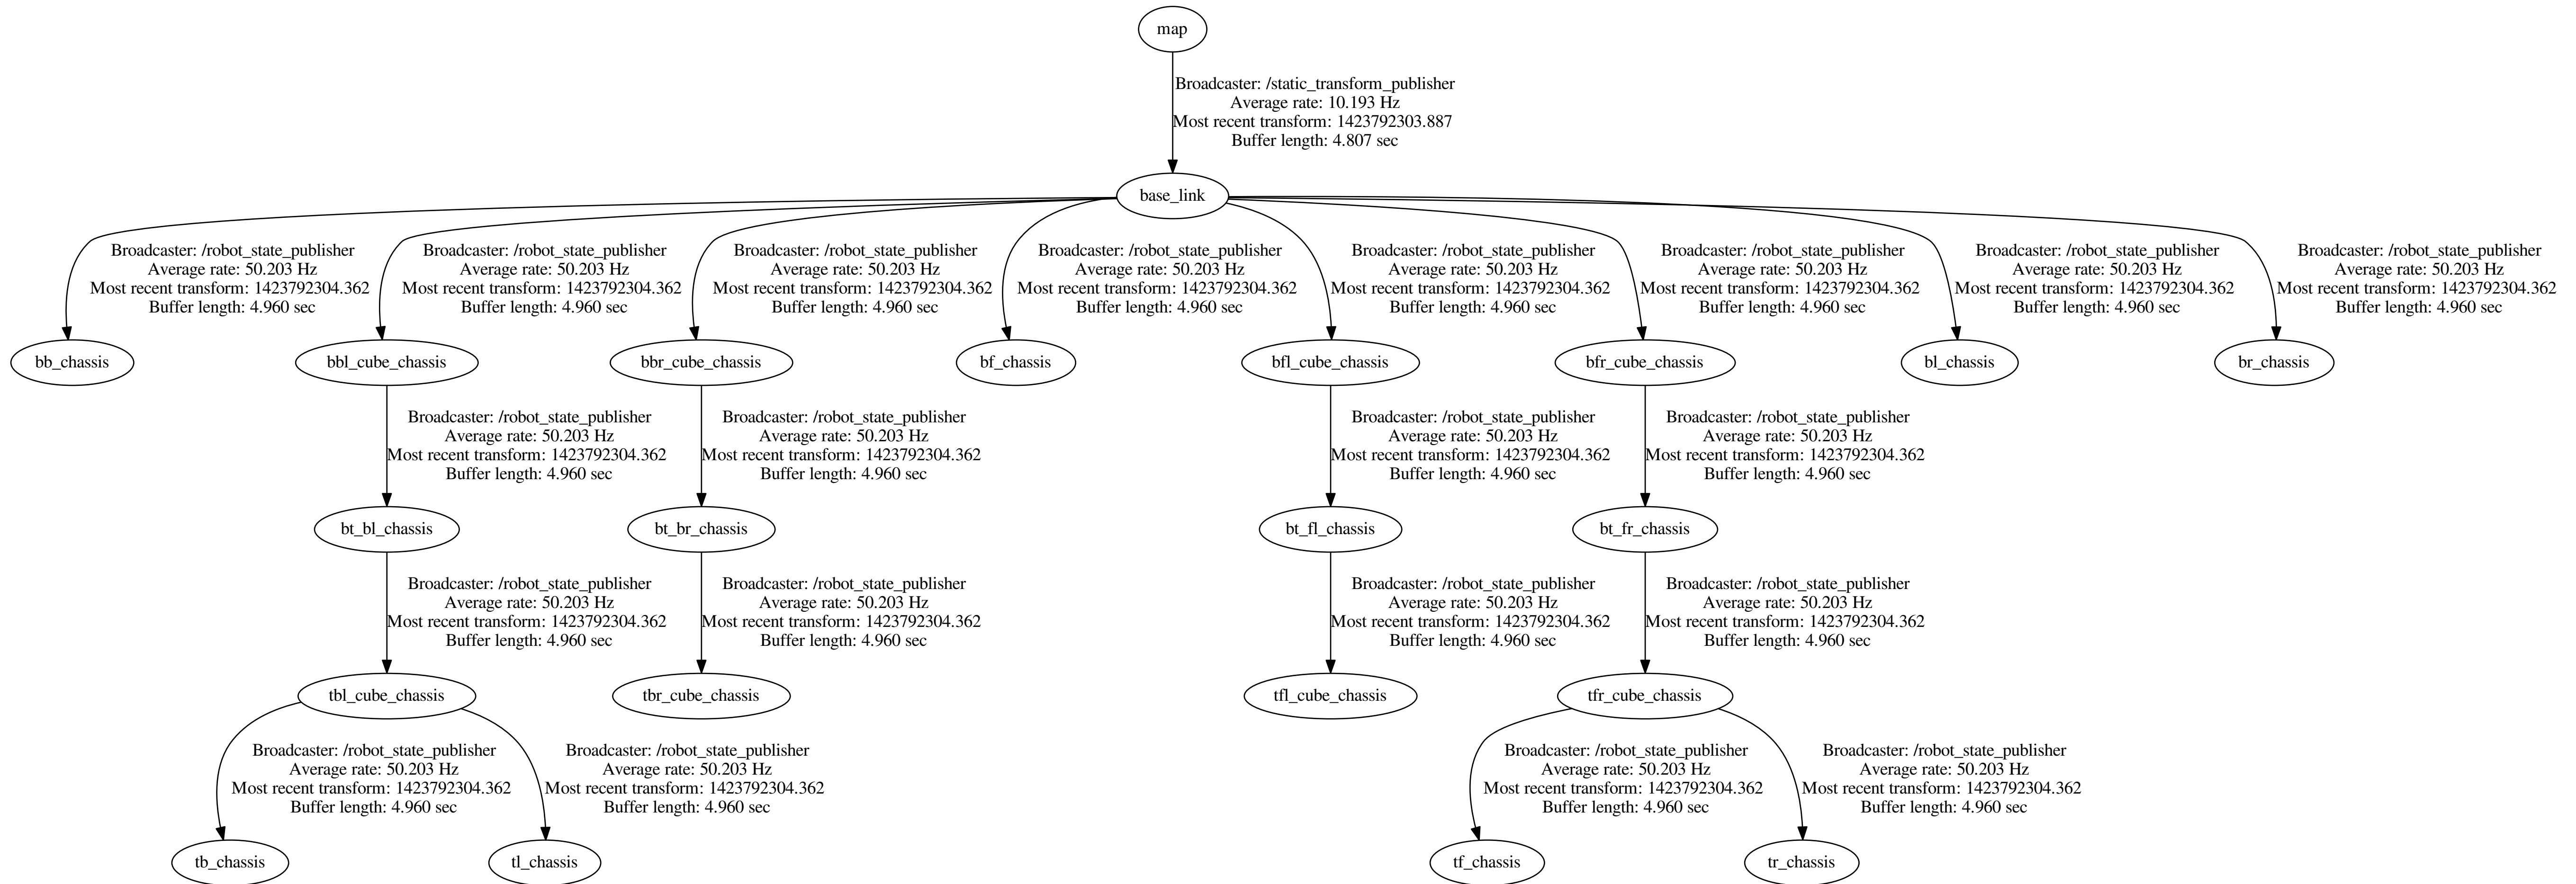 map
Broadcaster: /static_transform_publisher
Average rate: 10.193 Hz
Most recent transform: 1423792303.887
Buffer length: 4.807 sec
base_link
Broadcaster: /robot_state_publisher
Average rate: 50.203 Hz
Most recent transform: 1423792304.362
Buffer length: 4.960 sec
Broadcaster: /robot_state_publisher
Average rate: 50.203 Hz
Most recent transform: 1423792304.362
Buffer length: 4.960 sec
Broadcaster: /robot_state_publisher
Average rate: 50.203 Hz
Most recent transform: 1423792304.362
Buffer length: 4.960 sec
Broadcaster: /robot_state_publisher
Average rate: 50.203 Hz
Most recent transform: 1423792304.362
Buffer length: 4.960 sec
Broadcaster: /robot_state_publisher
Average rate: 50.203 Hz
Most recent transform: 1423792304.362
Buffer length: 4.960 sec
Broadcaster: /robot_state_publisher
Average rate: 50.203 Hz
Most recent transform: 1423792304.362
Buffer length: 4.960 sec
Broadcaster: /robot_state_publisher
Average rate: 50.203 Hz
Most recent transform: 1423792304.362
Buffer length: 4.960 sec
Broadcaster: /robot_state_publisher
Average rate: 50.203 Hz
Most recent transform: 1423792304.362
Buffer length: 4.960 sec
bb_chassis
bbl_cube_chassis
bbr_cube_chassis
bf_chassis
bfl_cube_chassis
bfr_cube_chassis
bl_chassis
br_chassis
Broadcaster: /robot_state_publisher
Average rate: 50.203 Hz
Most recent transform: 1423792304.362
Buffer length: 4.960 sec
Broadcaster: /robot_state_publisher
Average rate: 50.203 Hz
Most recent transform: 1423792304.362
Buffer length: 4.960 sec
Broadcaster: /robot_state_publisher
Average rate: 50.203 Hz
Most recent transform: 1423792304.362
Buffer length: 4.960 sec
Broadcaster: /robot_state_publisher
Average rate: 50.203 Hz
Most recent transform: 1423792304.362
Buffer length: 4.960 sec
bt_bl_chassis
bt_br_chassis
bt_fl_chassis
bt_fr_chassis
Broadcaster: /robot_state_publisher
Average rate: 50.203 Hz
Most recent transform: 1423792304.362
Buffer length: 4.960 sec
Broadcaster: /robot_state_publisher
Average rate: 50.203 Hz
Most recent transform: 1423792304.362
Buffer length: 4.960 sec
Broadcaster: /robot_state_publisher
Average rate: 50.203 Hz
Most recent transform: 1423792304.362
Buffer length: 4.960 sec
Broadcaster: /robot_state_publisher
Average rate: 50.203 Hz
Most recent transform: 1423792304.362
Buffer length: 4.960 sec
tbl_cube_chassis
tbr_cube_chassis
tfl_cube_chassis
tfr_cube_chassis
Broadcaster: /robot_state_publisher
Average rate: 50.203 Hz
Most recent transform: 1423792304.362
Buffer length: 4.960 sec
Broadcaster: /robot_state_publisher
Average rate: 50.203 Hz
Most recent transform: 1423792304.362
Buffer length: 4.960 sec
Broadcaster: /robot_state_publisher
Average rate: 50.203 Hz
Most recent transform: 1423792304.362
Buffer length: 4.960 sec
Broadcaster: /robot_state_publisher
Average rate: 50.203 Hz
Most recent transform: 1423792304.362
Buffer length: 4.960 sec
tb_chassis
tl_chassis
tf_chassis
tr_chassis